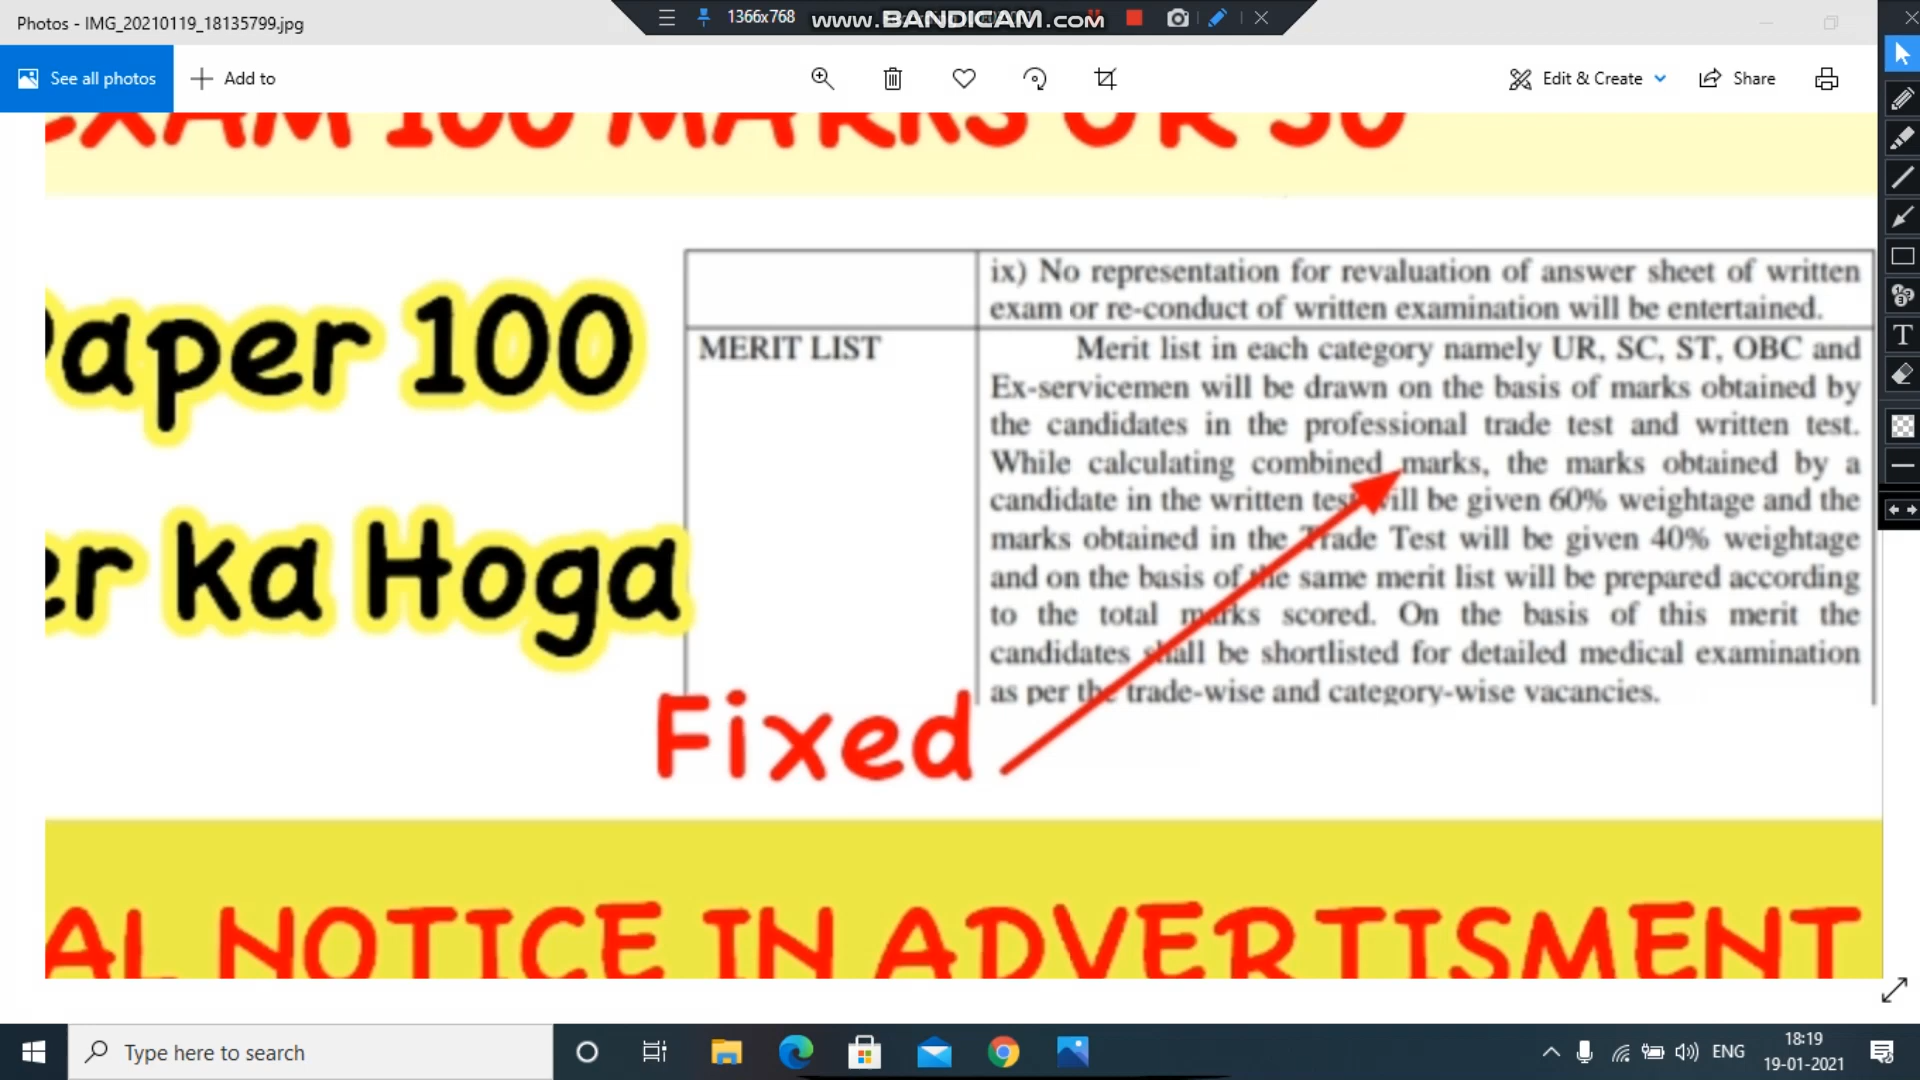 Photos - IMG_20210119_18135799.jpg
1366x768
www.BANDICAM.com
See all photos
Add to
Edit & Create
Share
EXAM 100 MARKS OR 50
Paper 100
ka Hoga
ix) No representation for revaluation of answer sheet of written
exam or re-conduct of written examination will be entertained.
MERIT LIST
Merit list in each category namely UR, SC, ST, OBC and
Ex-servicemen will be drawn on the basis of marks obtained by
the candidates in the professional trade test and written test.
While calculating combined marks, the marks obtained by a
candidate in the written test will be given 60% weightage and the
marks obtained in the Trade Test will be given 40% weightage
and on the basis of the same merit list will be prepared according
to the total marks scored. On the basis of this merit the
candidates shall be shortlisted for detailed medical examination
as per the trade-wise and category-wise vacancies.
Fixed
NOTICE IN ADVERTISMENT
Type here to search
ENG
18:19
19-01-2021